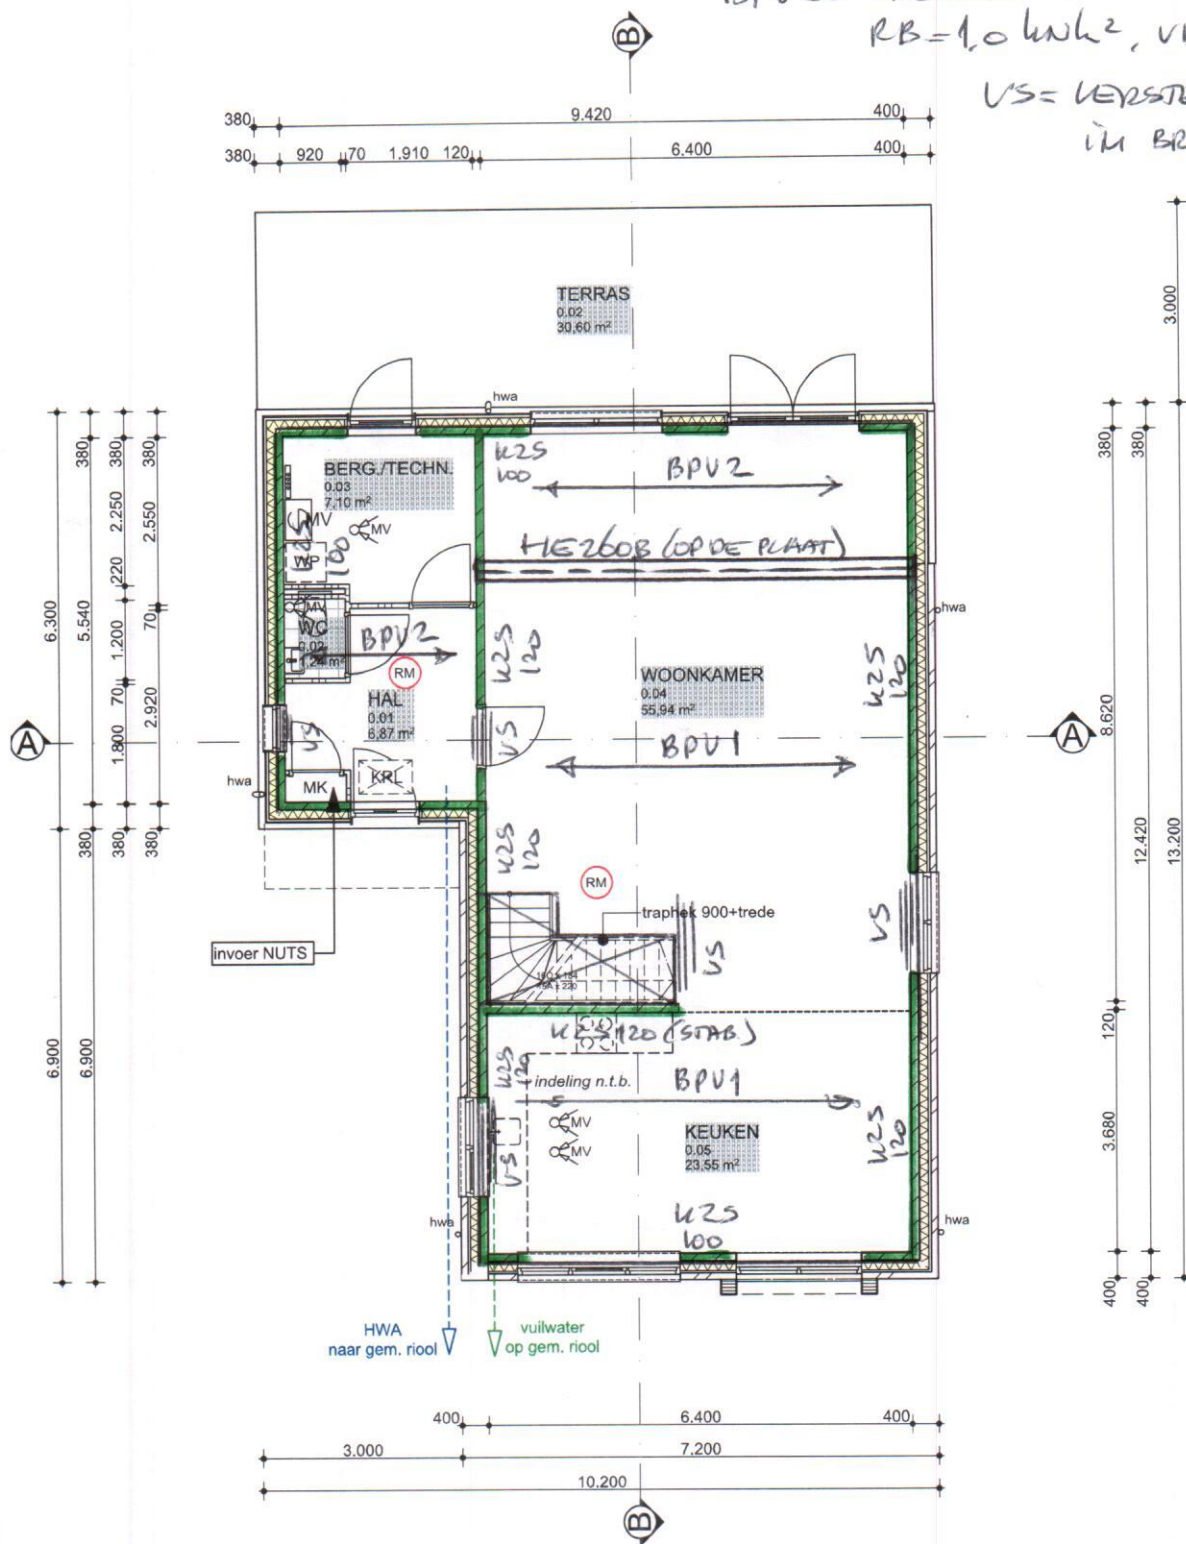 RB=1,0 kN/m²,
VS=
B
380 9.420 400
380 920 70 1.910 120 6.400 400
TERRAS
0.02
30,60 m²
3.000
hwa
380 380 380 380
380 380
BERG./TECHN.
0.03
7,10 m²
KZS
100
BPV2
MV
MV
WP
KZS
100
HE260B (OP DE PLAAT)
2.250 2.550
220
6.300 5.540 1.200 70
hwa
MV
WC
0.02
1,24 m²
BPV2
RM
KZS
120
WOONKAMER
0.04
55,94 m²
KZS
120
70 2.920
HAL
0.01
6,87 m²
8.620
A
1.800
VS
VS
BPV1
A
hwa
MK
KRL
12.420 13.200
380 380 380
KZS
120
RM
traphek 900+trede
VS
VS
invoer NUTS
120
KZS 120 (STAB.)
KZS
120
indeling n.t.b.
BPV1
6.900 6.900
MV
MV
KEUKEN
0.05
23,55 m²
KZS
120
3.680
VS
KZS
100
hwa
hwa
400 400
HWA
naar gem. riool
vuilwater
op gem. riool
400 6.400 400
3.000 7.200
10.200
B